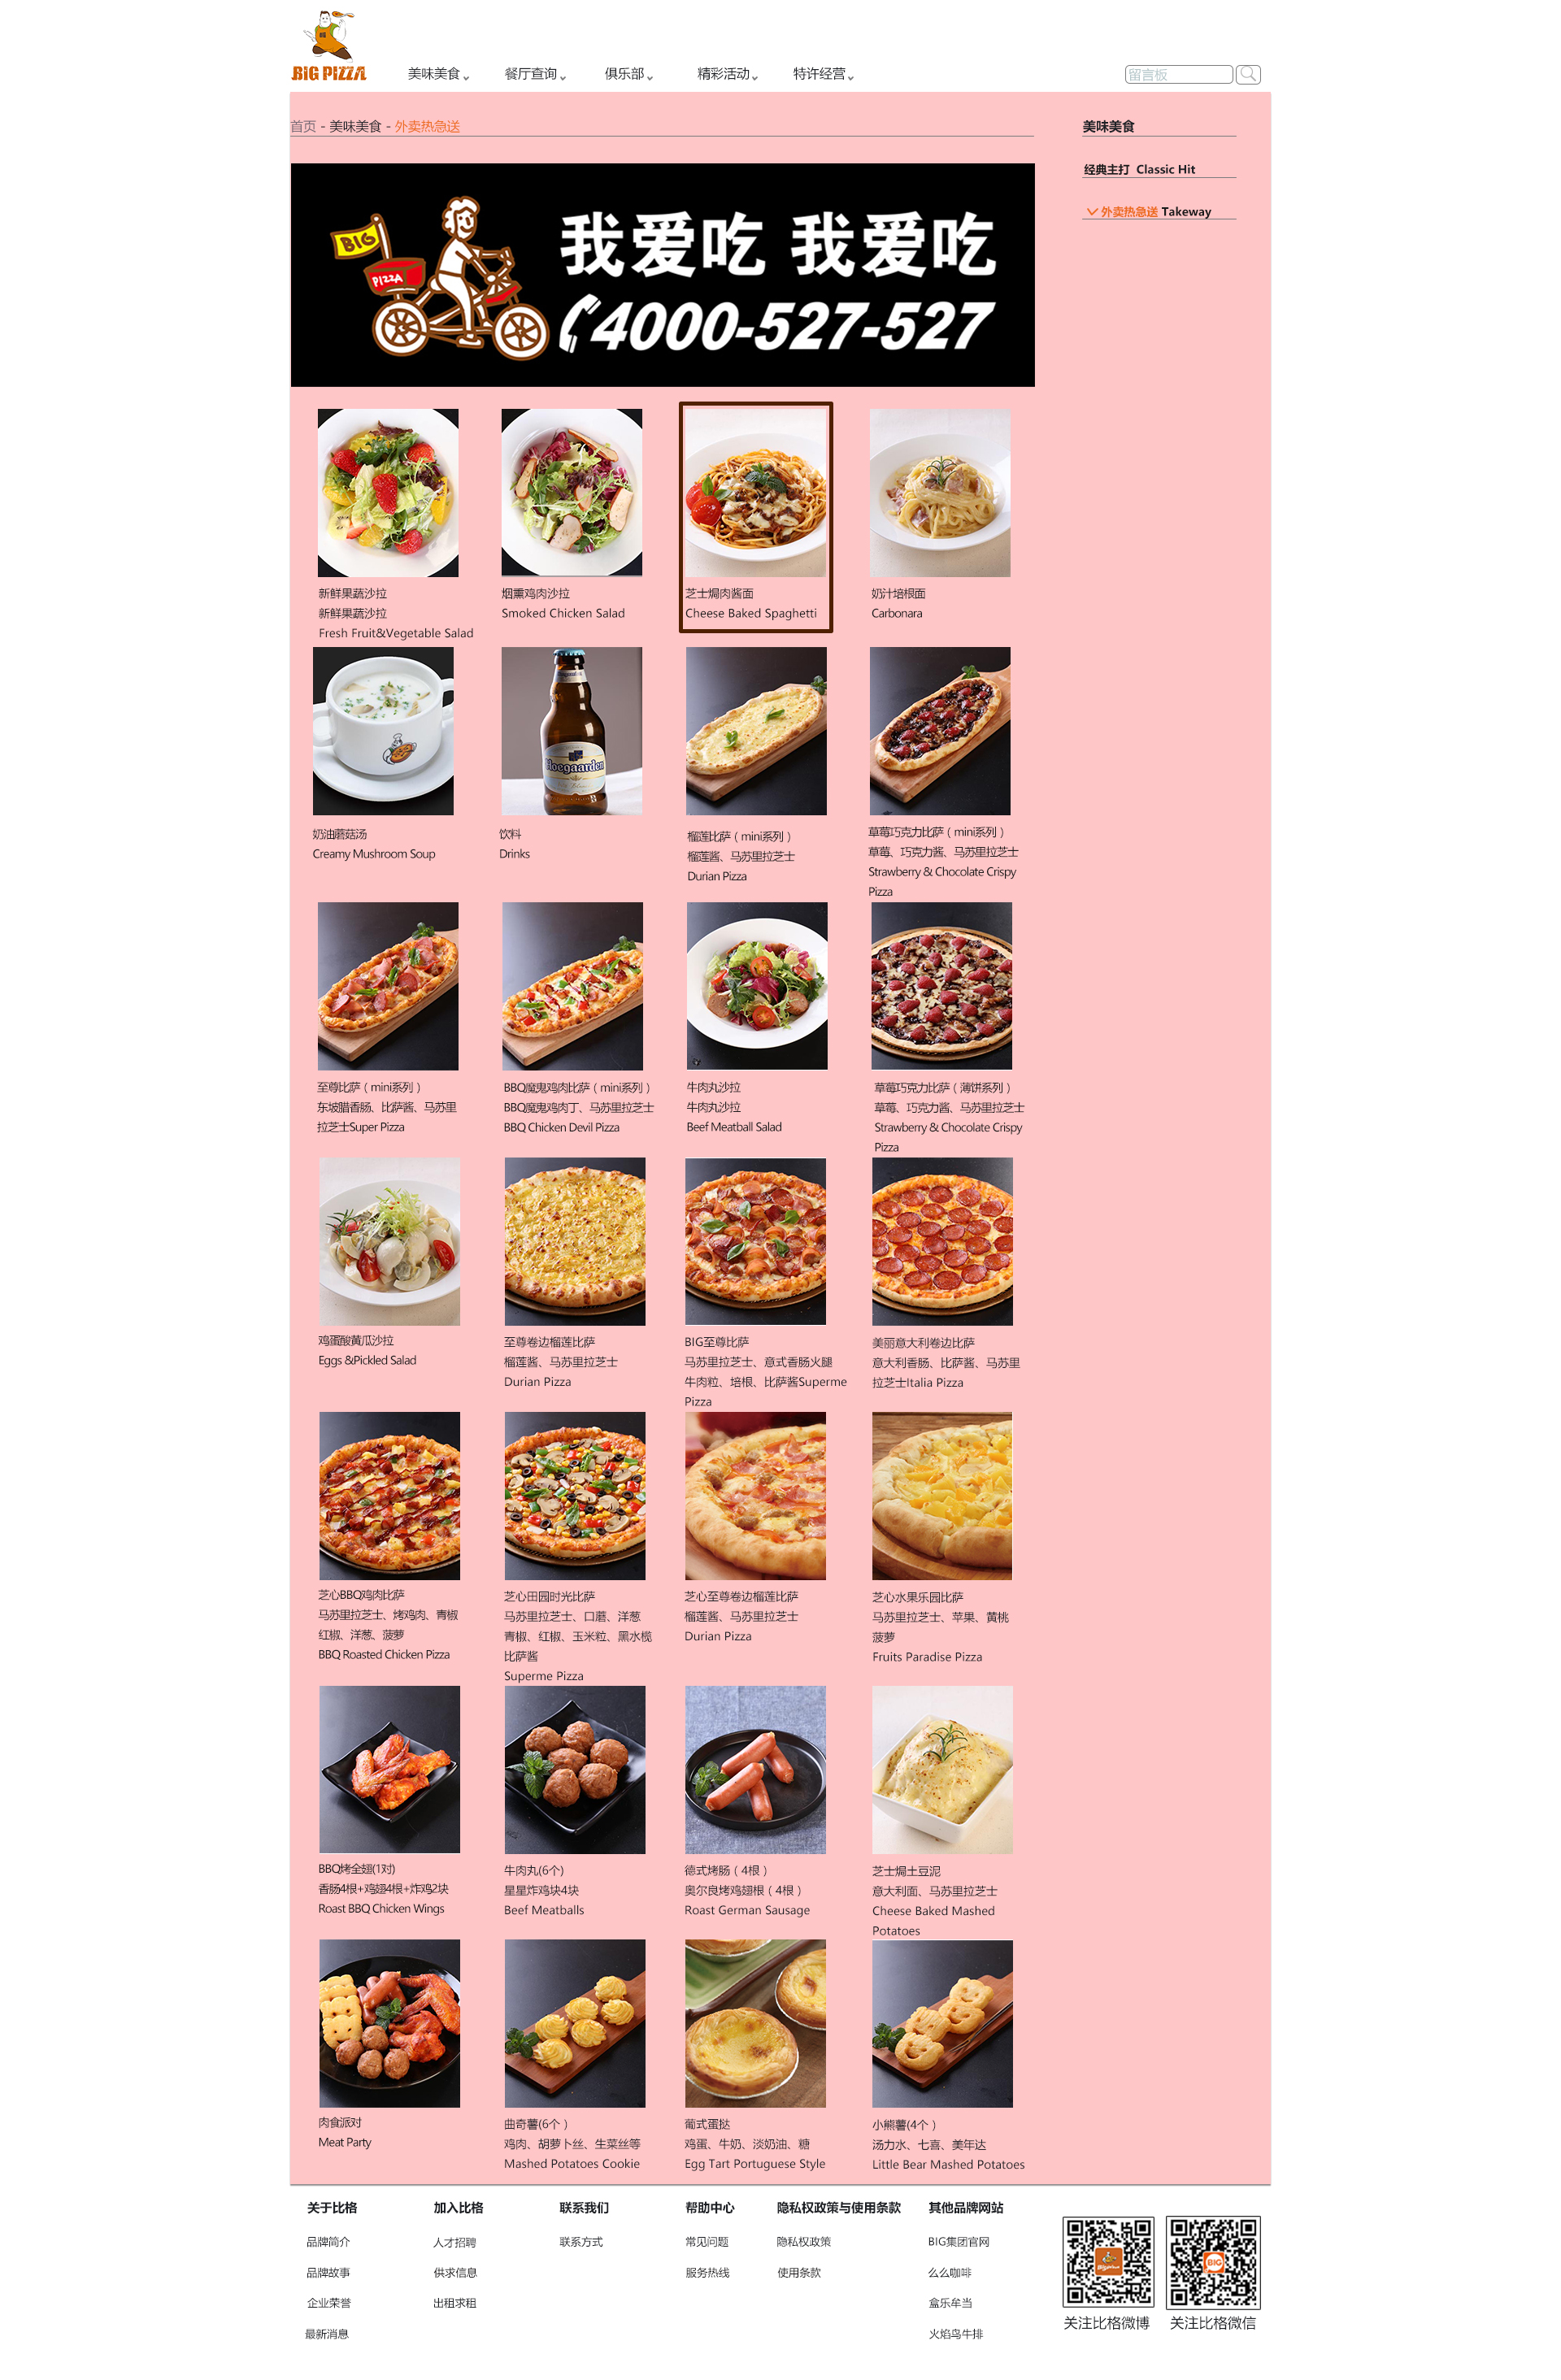 BIG PIZZA
美味美食
餐厅查询
俱乐部
精彩活动
特许经营
留言板
首页 - 美味美食 - 外卖热急送
美味美食
经典主打 Classic Hit
外卖热急送 Takeway
BIG
PIZZA
我爱吃 我爱吃
4000-527-527
新鲜果蔬沙拉
新鲜果蔬沙拉
Fresh Fruit&Vegetable Salad
烟熏鸡肉沙拉
Smoked Chicken Salad
芝士焗肉酱面
Cheese Baked Spaghetti
奶汁培根面
Carbonara
Hoegaarden
奶油蘑菇汤
Creamy Mushroom Soup
饮料
Drinks
榴莲比萨（mini系列）
榴莲酱、马苏里拉芝士
Durian Pizza
草莓巧克力比萨（mini系列）
草莓、巧克力酱、马苏里拉芝士
Strawberry & Chocolate Crispy
Pizza
至尊比萨（mini系列）
东坡腊香肠、比萨酱、马苏里
拉芝士Super Pizza
BBQ魔鬼鸡肉比萨（mini系列）
BBQ魔鬼鸡肉丁、马苏里拉芝士
BBQ Chicken Devil Pizza
牛肉丸沙拉
牛肉丸沙拉
Beef Meatball Salad
草莓巧克力比萨（薄饼系列）
草莓、巧克力酱、马苏里拉芝士
Strawberry & Chocolate Crispy
Pizza
鸡蛋酸黄瓜沙拉
Eggs &Pickled Salad
至尊卷边榴莲比萨
榴莲酱、马苏里拉芝士
Durian Pizza
BIG至尊比萨
马苏里拉芝士、意式香肠火腿
牛肉粒、培根、比萨酱Superme
Pizza
美丽意大利卷边比萨
意大利香肠、比萨酱、马苏里
拉芝士Italia Pizza
芝心BBQ鸡肉比萨
马苏里拉芝士、烤鸡肉、青椒
红椒、洋葱、菠萝
BBQ Roasted Chicken Pizza
芝心田园时光比萨
马苏里拉芝士、口蘑、洋葱
青椒、红椒、玉米粒、黑水榄
比萨酱
Superme Pizza
芝心至尊卷边榴莲比萨
榴莲酱、马苏里拉芝士
Durian Pizza
芝心水果乐园比萨
马苏里拉芝士、苹果、黄桃
菠萝
Fruits Paradise Pizza
BBQ烤全翅(1对)
香肠4根+鸡翅4根+炸鸡2块
Roast BBQ Chicken Wings
牛肉丸(6个)
星星炸鸡块4块
Beef Meatballs
德式烤肠（4根）
奥尔良烤鸡翅根（4根）
Roast German Sausage
芝士焗土豆泥
意大利面、马苏里拉芝士
Cheese Baked Mashed
Potatoes
肉食派对
Meat Party
曲奇薯(6个）
鸡肉、胡萝卜丝、生菜丝等
Mashed Potatoes Cookie
葡式蛋挞
鸡蛋、牛奶、淡奶油、糖
Egg Tart Portuguese Style
小熊薯(4个）
汤力水、七喜、美年达
Little Bear Mashed Potatoes
关于比格
品牌简介
品牌故事
企业荣誉
最新消息
加入比格
人才招聘
供求信息
出租求租
联系我们
联系方式
帮助中心
常见问题
服务热线
隐私权政策与使用条款
隐私权政策
使用条款
其他品牌网站
BIG集团官网
么么咖啡
盒乐牟当
火焰鸟牛排
BIG
关注比格微博
关注比格微信